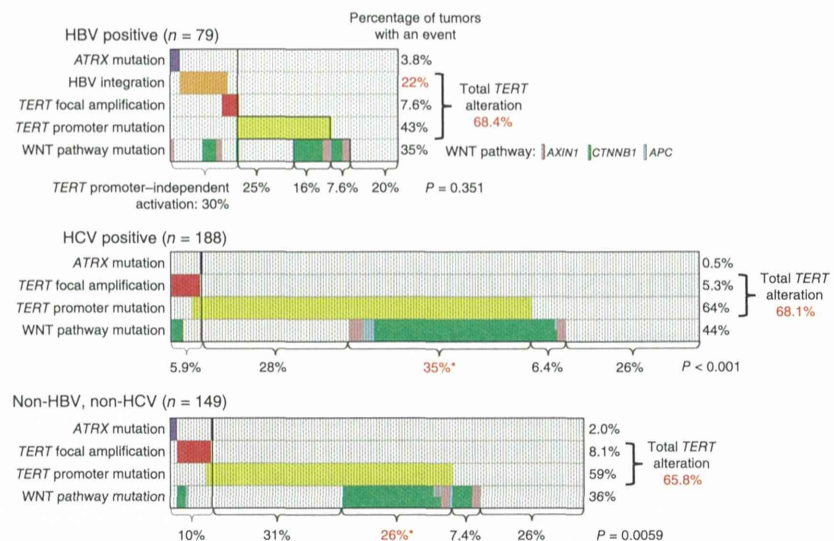 Percentage of tumors
with an event
HBV positive (n = 79)
ATRX mutation 3.8%
HBV integration 22%
TERT focal amplification 7.6%
TERT promoter mutation 43%
WNT pathway mutation 35%
Total TERT
alteration
68.4%
WNT pathway: AXIN1 CTNNB1 APC
TERT promoter–independent
activation: 30%
25% 16% 7.6% 20% P = 0.351
HCV positive (n = 188)
ATRX mutation 0.5%
TERT focal amplification 5.3%
TERT promoter mutation 64%
WNT pathway mutation 44%
Total TERT
alteration
68.1%
5.9% 28% 35%* 6.4% 26% P < 0.001
Non-HBV, non-HCV (n = 149)
ATRX mutation 2.0%
TERT focal amplification 8.1%
TERT promoter mutation 59%
WNT pathway mutation 36%
Total TERT
alteration
65.8%
10% 31% 26%* 7.4% 26% P = 0.0059